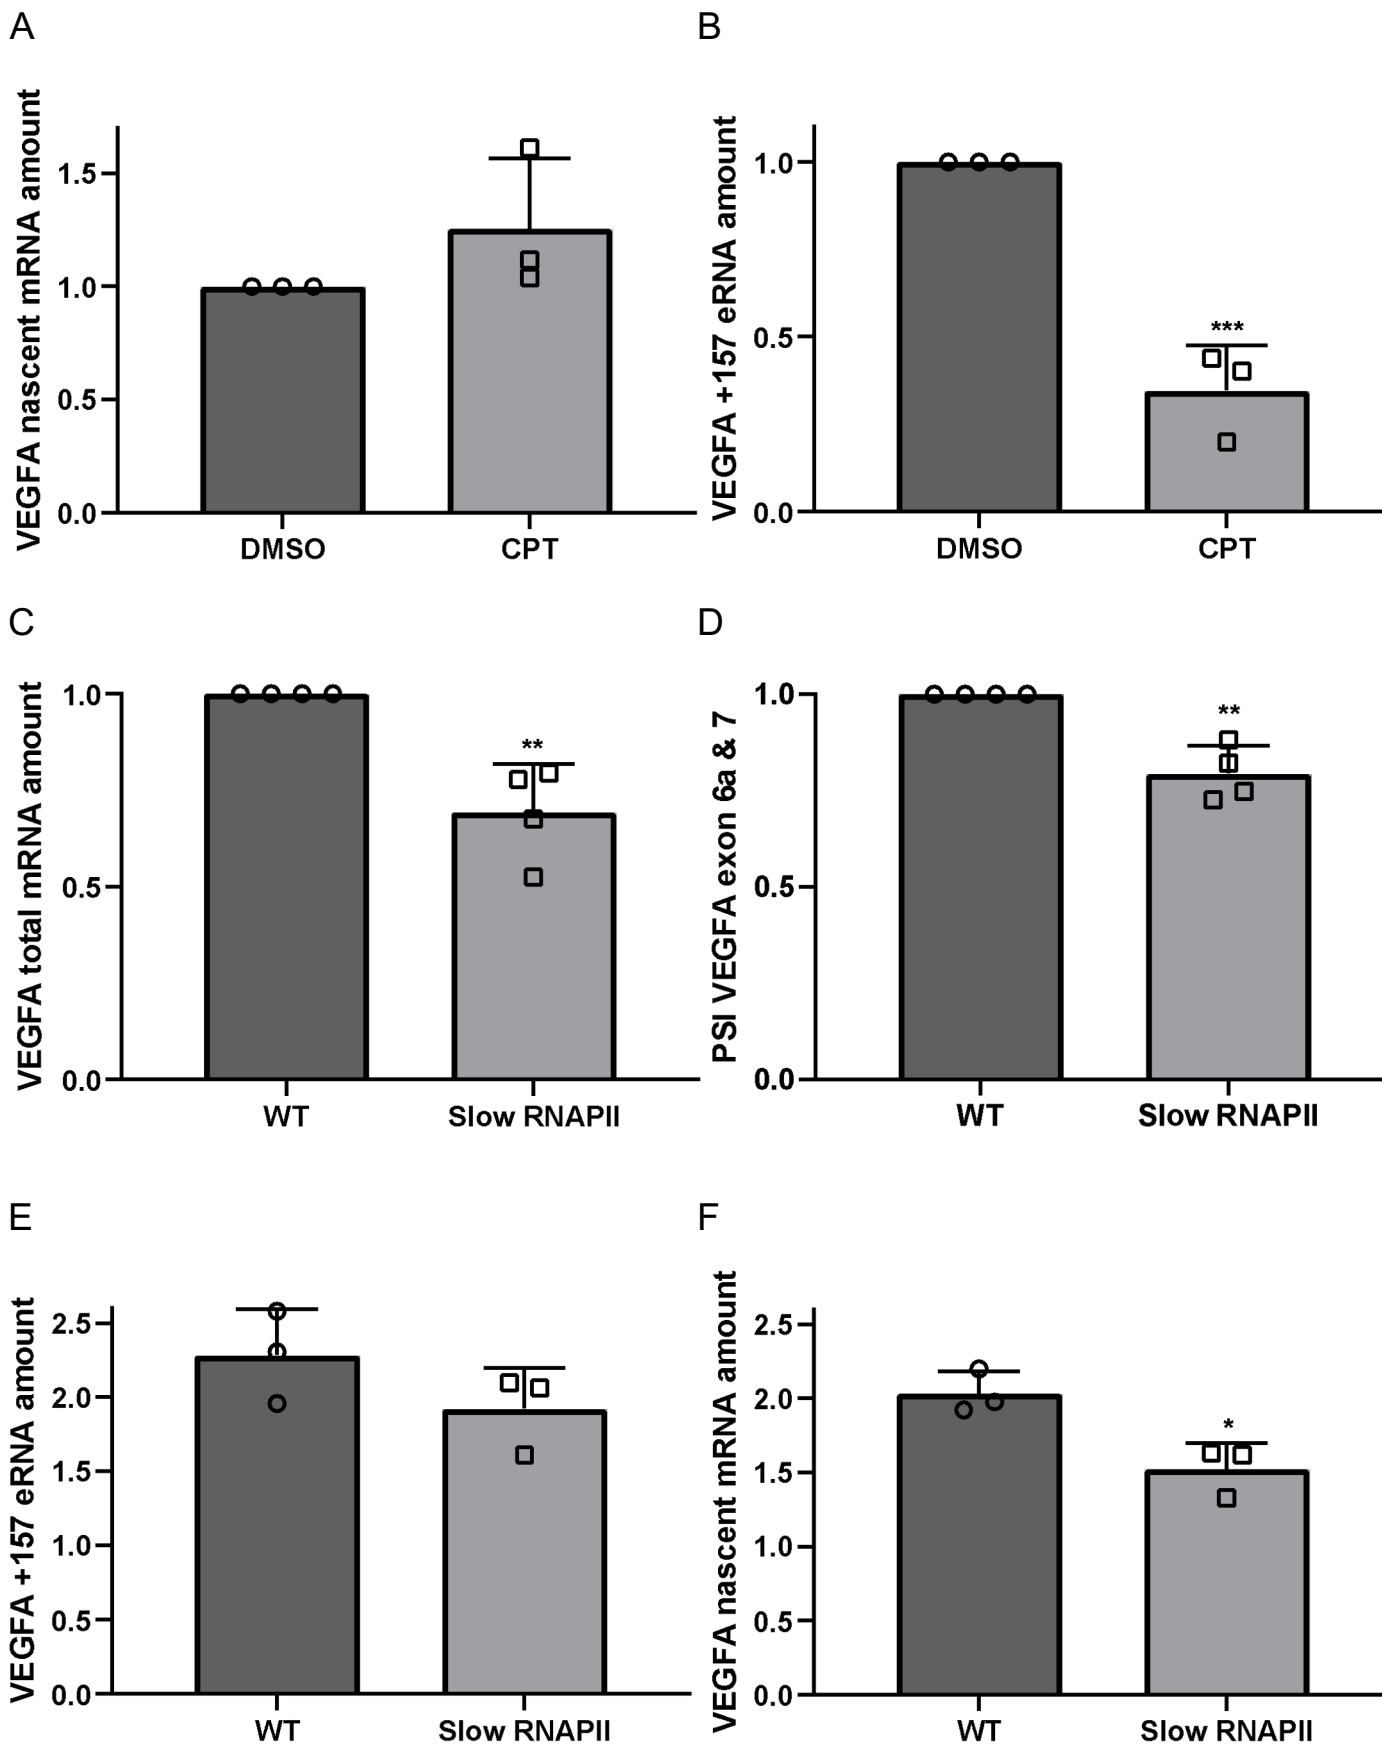 A
VEGFA nascent mRNA amount
1.5
1.0
0.5
0.0
DMSO
CPT
B
VEGFA +157 eRNA amount
1.0
0.5
0.0
***
DMSO
CPT
C
VEGFA total mRNA amount
1.0
0.5
0.0
**
WT
Slow RNAPII
D
PSI VEGFA exon 6a & 7
1.0
0.5
0.0
**
WT
Slow RNAPII
E
VEGFA +157 eRNA amount
2.5
2.0
1.5
1.0
0.5
0.0
WT
Slow RNAPII
F
VEGFA nascent mRNA amount
2.5
2.0
1.5
1.0
0.5
0.0
*
WT
Slow RNAPII